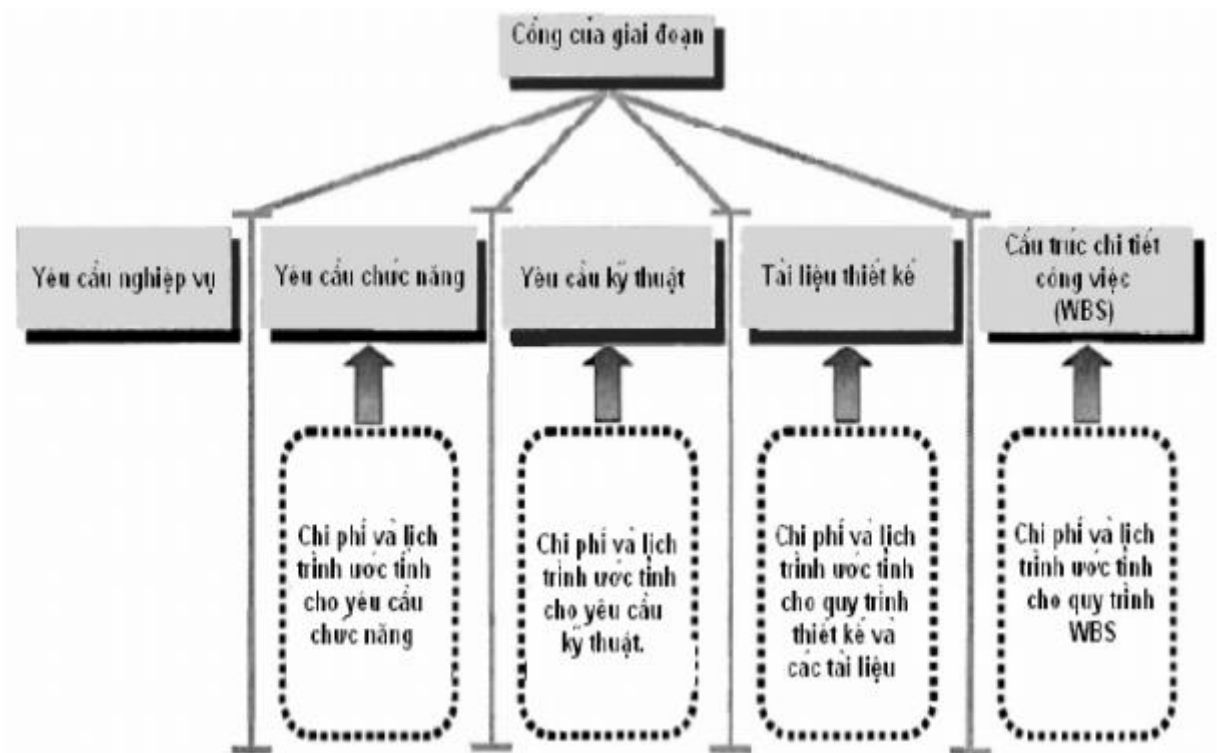 Cổng của giai đoạn
Yêu cầu nghiệp vụ
Yêu cầu chức năng
Yêu cầu kỹ thuật
Tài liệu thiết kế
Cấu trúc chi tiết
công việc
(WBS)
Chi phí và lịch
trình ước tính
cho yêu cầu
chức năng
Chi phí và lịch
trình ước tính
cho yêu cầu
kỹ thuật.
Chi phí và lịch
trình ước tính
cho quy trình
thiết kế và
các tài liệu
Chi phí và lịch
trình ước tính
cho quy trình
WBS